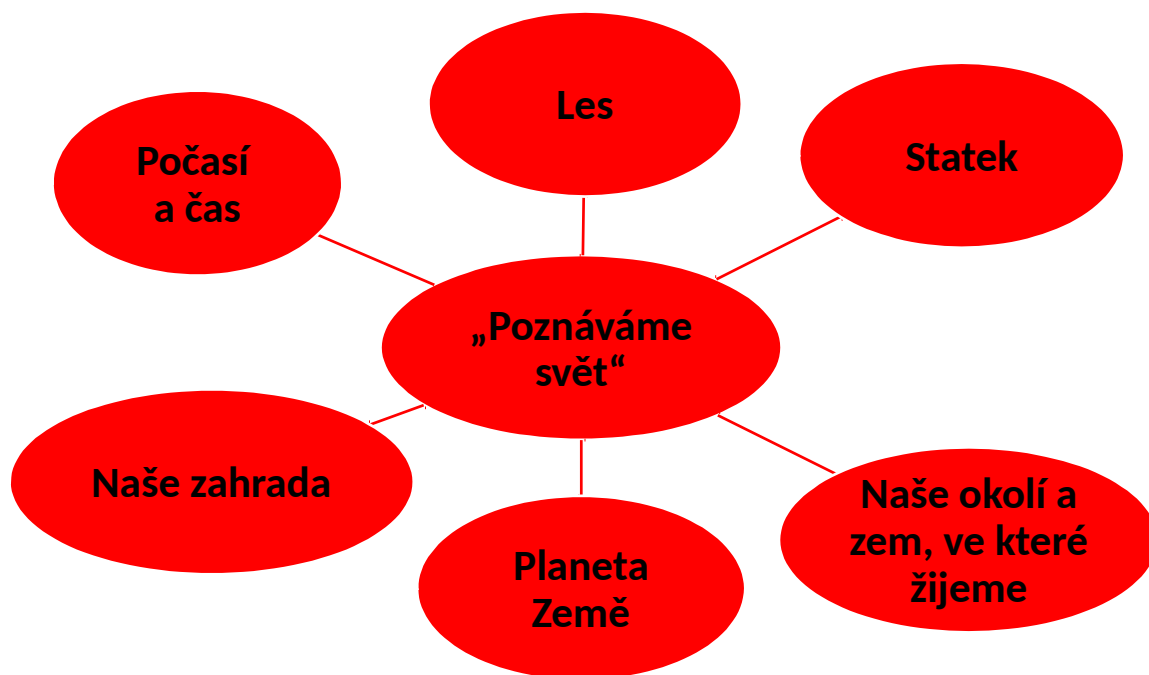 Les
Statek
Počasí
a čas
„Poznáváme
svět“
Naše zahrada
Naše okolí a
zem, ve které
žijeme
Planeta
Země